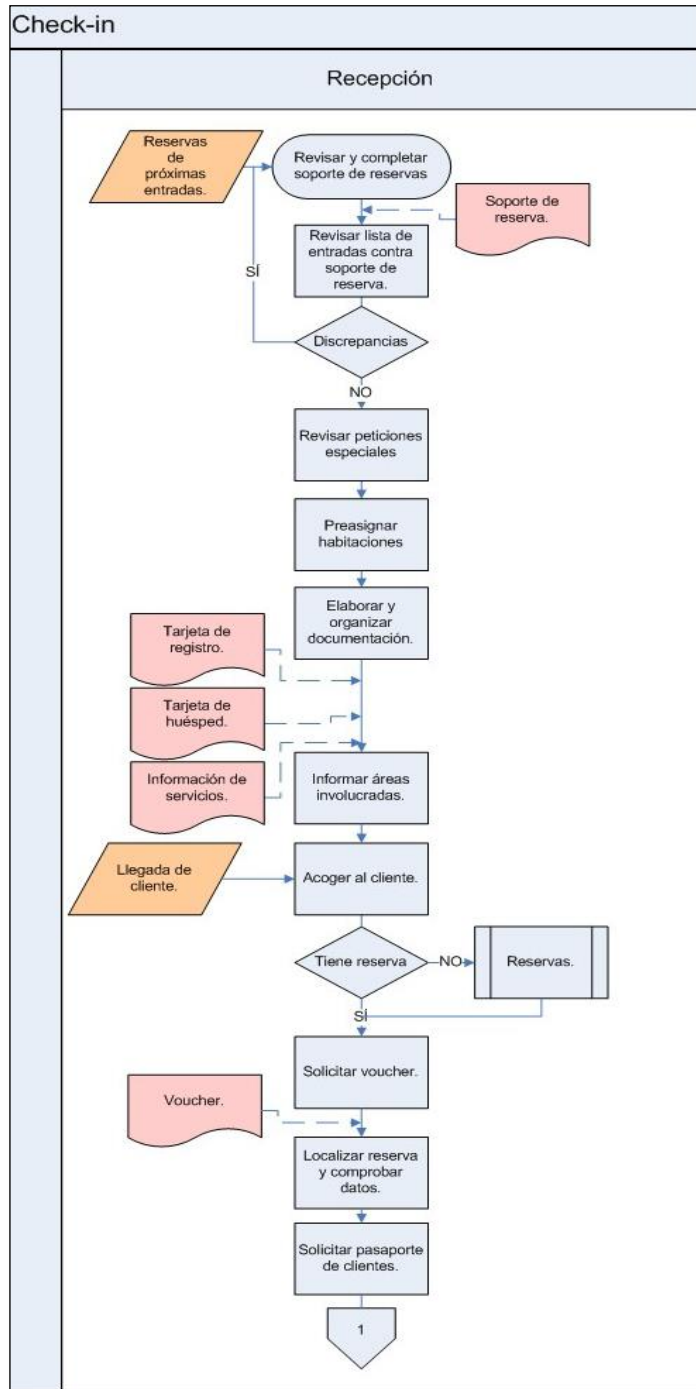 Check-in
Recepción
Reservas
de
próximas
entradas.
Revisar y completar
soporte de reservas
Soporte de
reserva.
Revisar lista de
entradas contra
soporte de
reserva.
SÍ
Discrepancias
NO
Revisar peticiones
especiales
Preasignar
habitaciones
Elaborar y
organizar
documentación.
Tarjeta de
registro.
Tarjeta de
huésped.
Información de
servicios.
Informar áreas
involucradas.
Llegada de
cliente.
Acoger al cliente.
Tiene reserva
NO
Reservas.
SÍ
Solicitar voucher.
Voucher.
Localizar reserva
y comprobar
datos.
Solicitar pasaporte
de clientes.
1